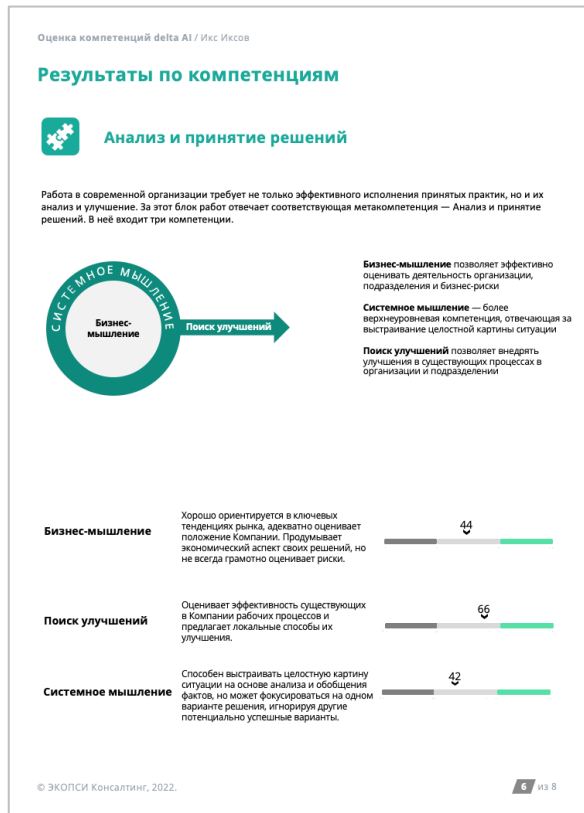 Оценка компетенций delta AI / Икс Иксов
Результаты по компетенциям
Анализ и принятие решений
Работа в современной организации требует не только эффективного исполнения принятых практик, но и их
анализ и улучшение. За этот блок работ отвечает соответствующая метакомпетенция — Анализ и принятие
решений. В неё входит три компетенции.
СИСТЕМНОЕ МЫШЛЕНИЕ
Бизнес-
мышление
Поиск улучшений
Бизнес-мышление позволяет эффективно
оценивать деятельность организации,
подразделения и бизнес-риски
Системное мышление — более
верхнеуровневая компетенция, отвечающая за
выстраивание целостной картины ситуации
Поиск улучшений позволяет внедрять
улучшения в существующих процессах в
организации и подразделении
Бизнес-мышление
Хорошо ориентируется в ключевых
тенденциях рынка, адекватно оценивает
положение Компании. Продумывает
экономический аспект своих решений, но
не всегда грамотно оценивает риски.
44
Поиск улучшений
Оценивает эффективность существующих
в Компании рабочих процессов и
предлагает локальные способы их
улучшения.
66
Системное мышление
Способен выстраивать целостную картину
ситуации на основе анализа и обобщения
фактов, но может фокусироваться на одном
варианте решения, игнорируя другие
потенциально успешные варианты.
42
© ЭКОПСИ Консалтинг, 2022.
6 из 8